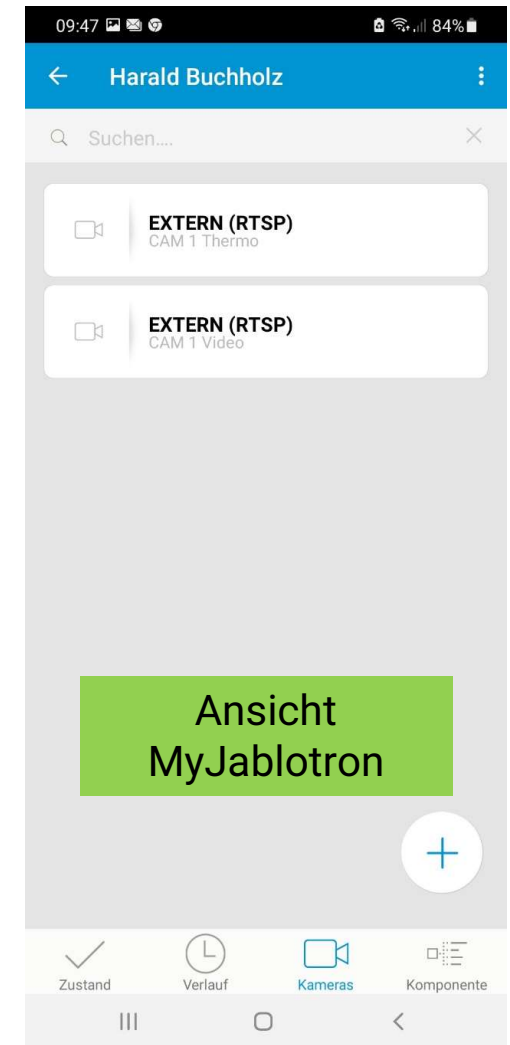 09:47 84%
Harald Buchholz
Suchen....
EXTERN (RTSP)
CAM 1 Thermo
EXTERN (RTSP)
CAM 1 Video
Ansicht
MyJablotron
Zustand Verlauf Kameras Komponente